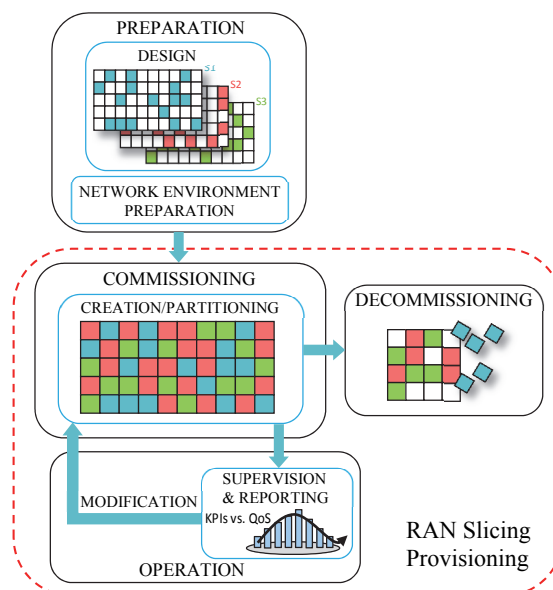 PREPARATION
DESIGN
S1
S2
S3
NETWORK ENVIRONMENT
PREPARATION
COMMISSIONING
CREATION/PARTITIONING
DECOMMISSIONING
SUPERVISION
& REPORTING
MODIFICATION
KPIs vs. QoS
OPERATION
RAN Slicing
Provisioning